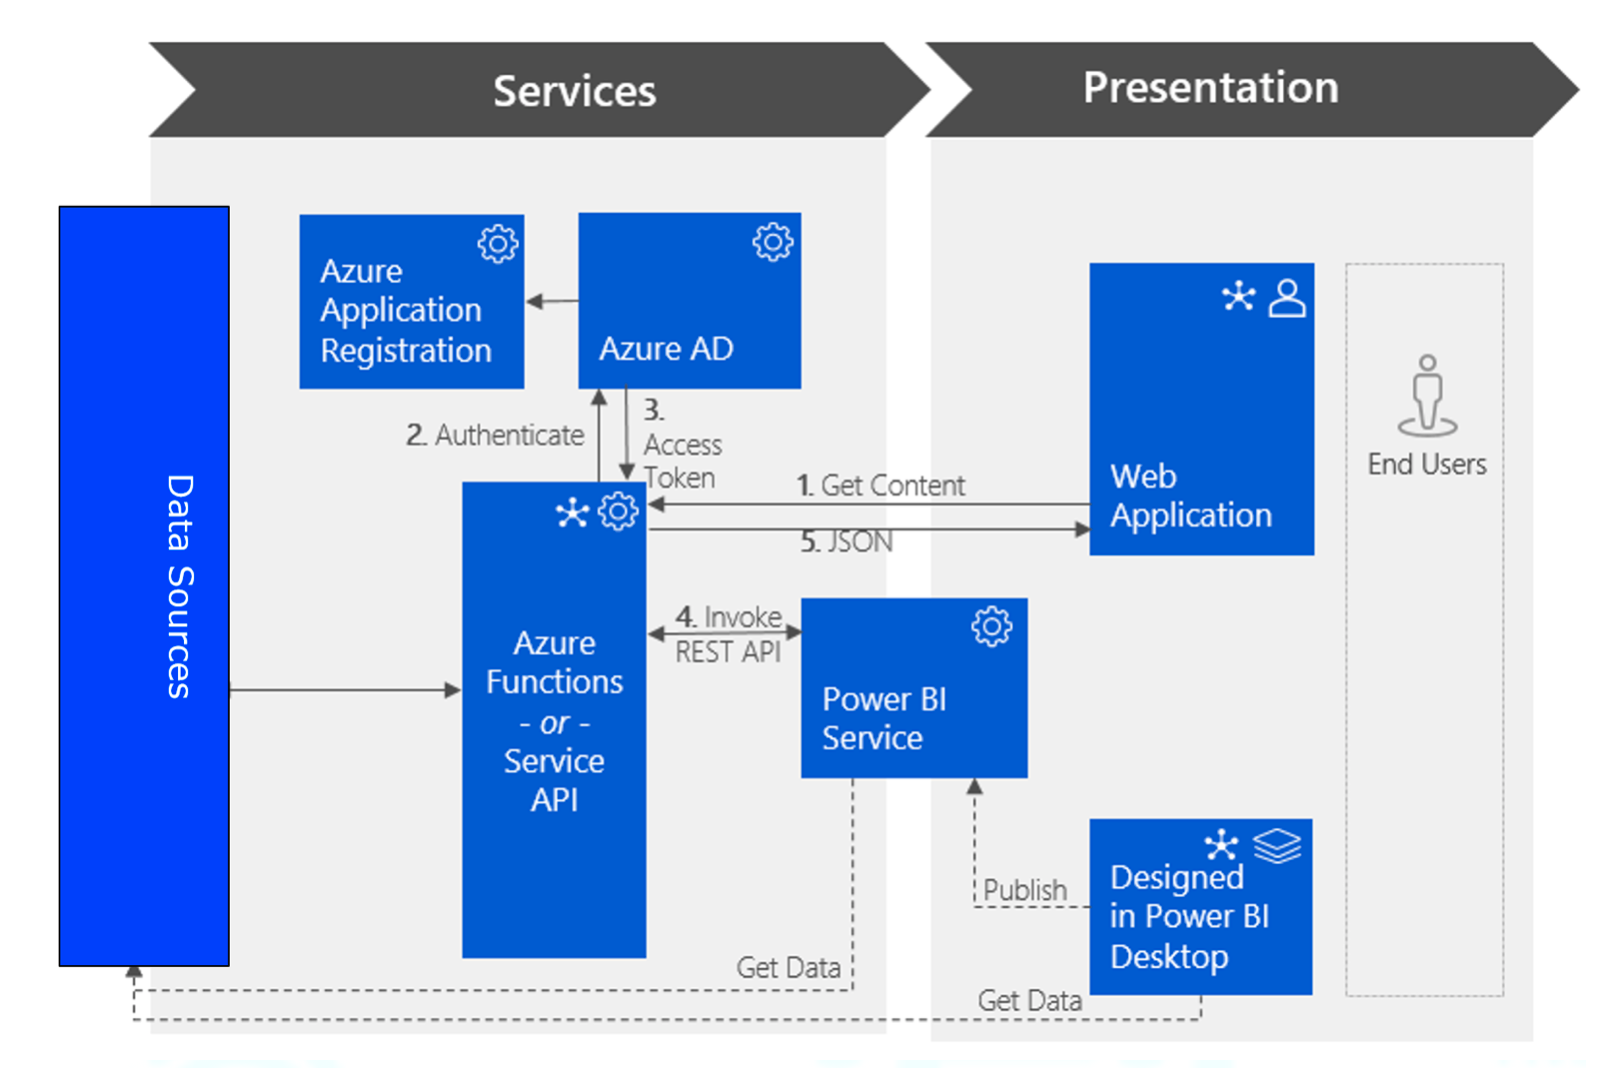 Services
Presentation
Azure
Application
Registration
Azure AD
2. Authenticate
3.
Access
Token
1. Get Content
5. JSON
Web
Application
End Users
Data Sources
Azure
Functions
- or -
Service
API
4. Invoke
REST API
Power BI
Service
Publish
Designed
in Power BI
Desktop
Get Data
Get Data